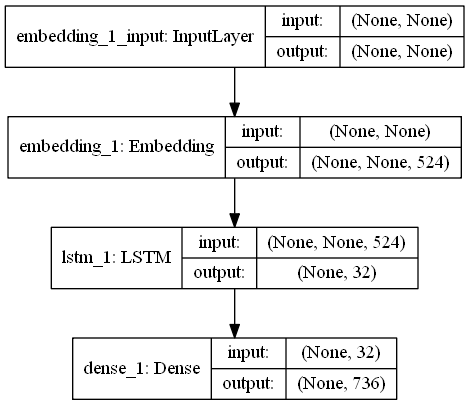 embedding_1_input: InputLayer
input: (None, None)
output: (None, None)
embedding_1: Embedding
input: (None, None)
output: (None, None, 524)
lstm_1: LSTM
input: (None, None, 524)
output: (None, 32)
dense_1: Dense
input: (None, 32)
output: (None, 736)